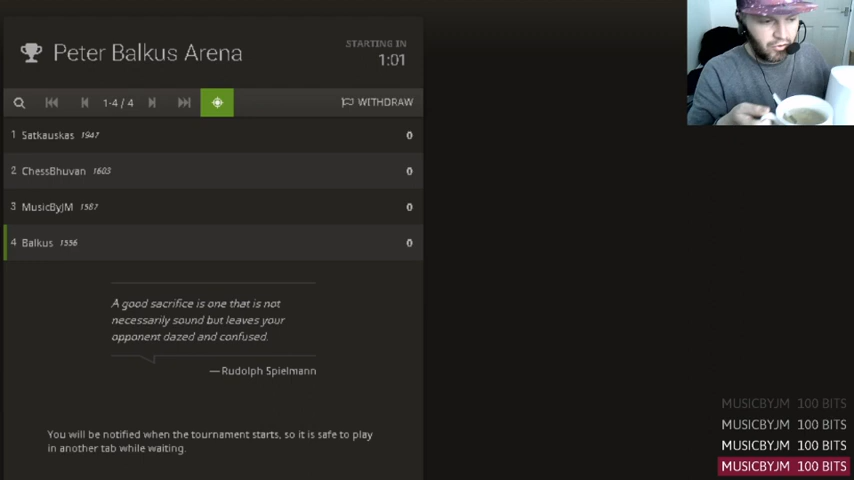 Peter Balkus Arena
STARTING IN
1:01
1-4 / 4
WITHDRAW
1 Satkauskas 1947 0
2 ChessBhuvan 1603 0
3 MusicByJM 1587 0
4 Balkus 1556 0
A good sacrifice is one that is not
necessarily sound but leaves your
opponent dazed and confused.
— Rudolph Spielmann
You will be notified when the tournament starts, so it is safe to play
in another tab while waiting.
MUSICBYJM 100 BITS
MUSICBYJM 100 BITS
MUSICBYJM 100 BITS
MUSICBYJM 100 BITS